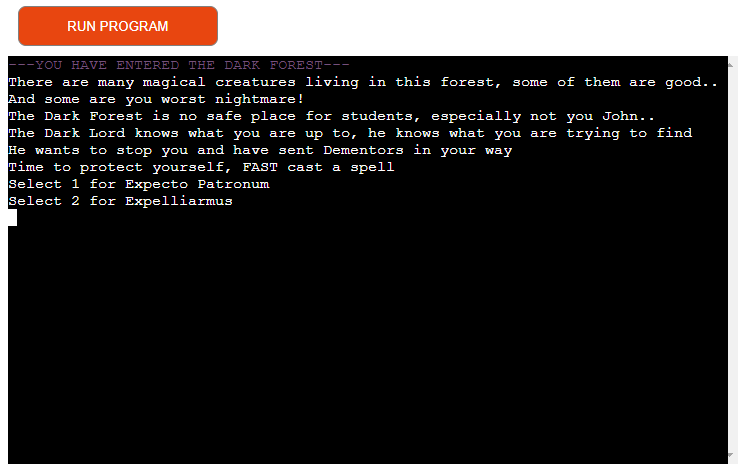 RUN PROGRAM
---YOU HAVE ENTERED THE DARK FOREST---
There are many magical creatures living in this forest, some of them are good..
And some are you worst nightmare!
The Dark Forest is no safe place for students, especially not you John..
The Dark Lord knows what you are up to, he knows what you are trying to find
He wants to stop you and have sent Dementors in your way
Time to protect yourself, FAST cast a spell
Select 1 for Expecto Patronum
Select 2 for Expelliarmus